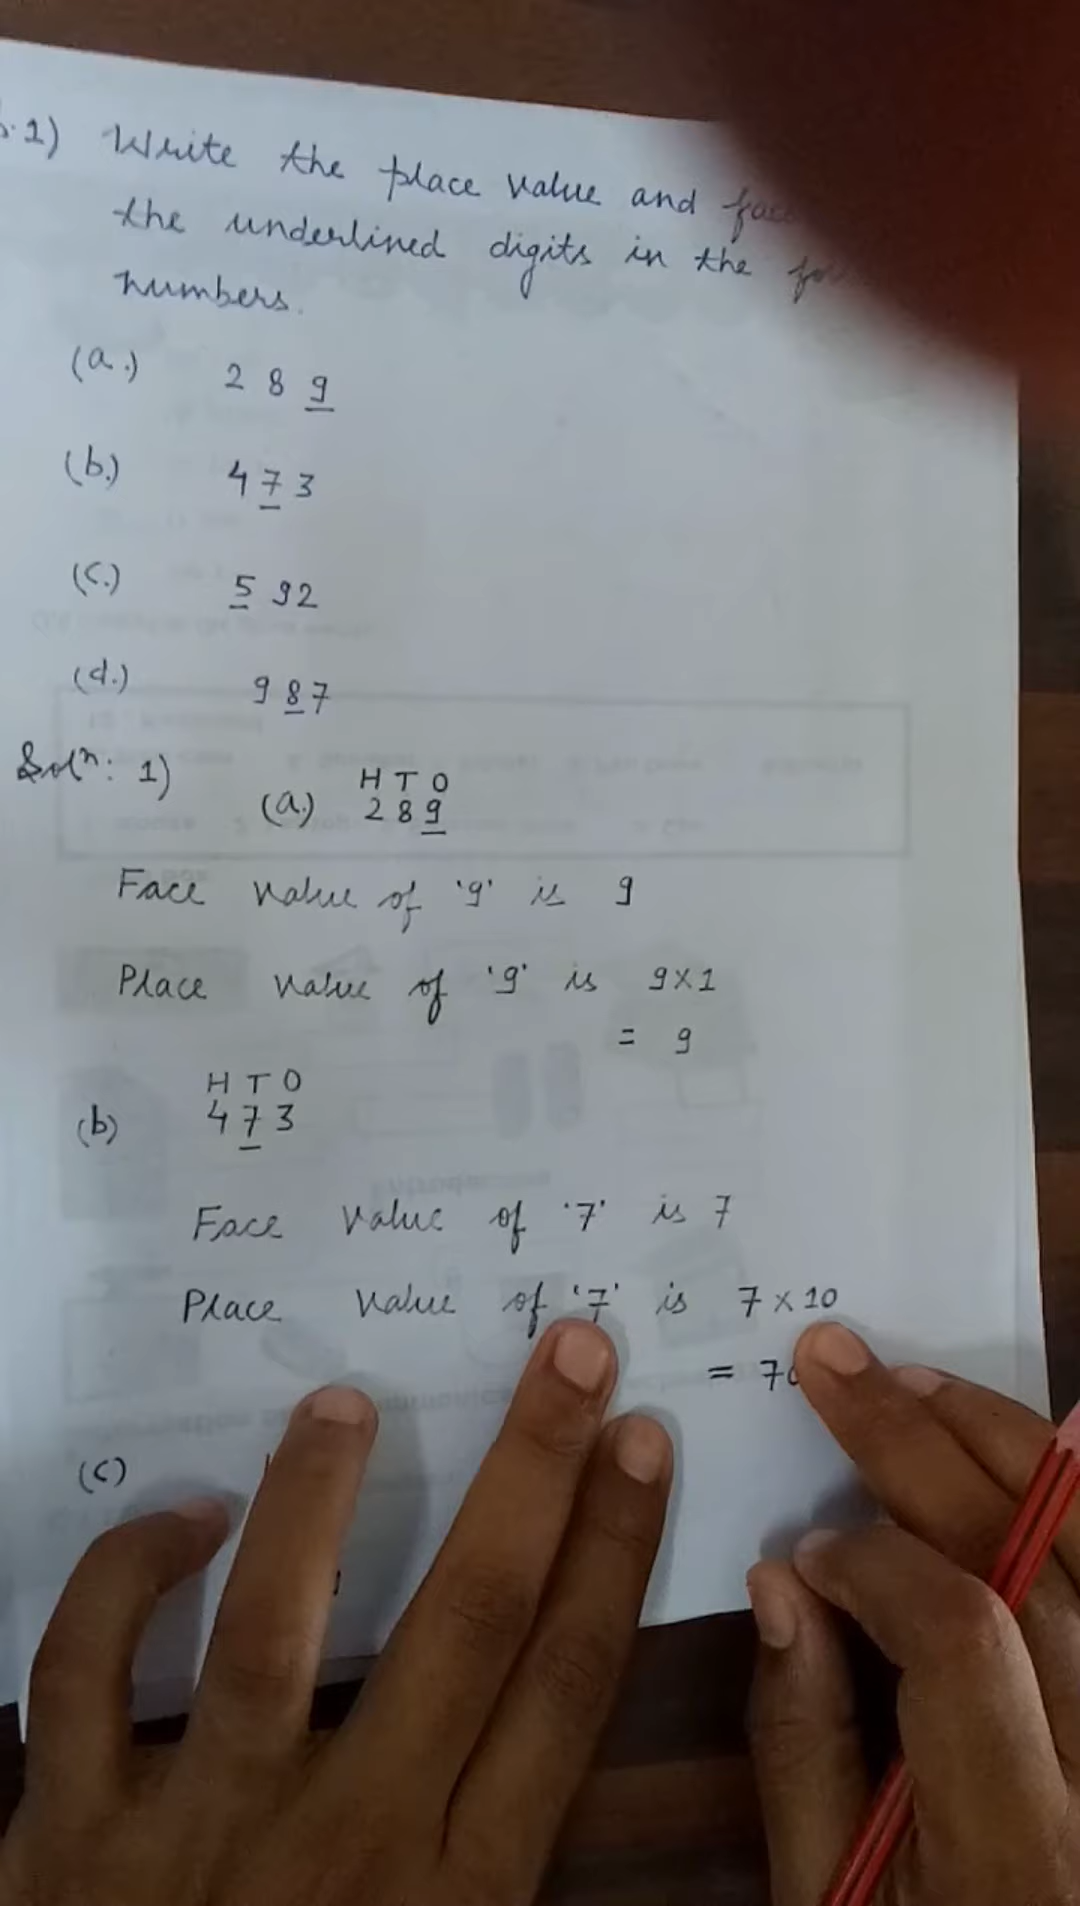 1) Write the place value and
the underlined digits in the
numbers.
(a.) 2 8 9
(b.) 4 7 3
(c.) 5 9 2
(d.) 9 8 7
Solⁿ: 1)
H T O
(a.) 2 8 9
Face value of '9' is 9
Place value of '9' is 9×1
= 9
H T O
(b) 4 7 3
Face value of '7' is 7
Place value of '7' is 7 × 10
= 70
(c)